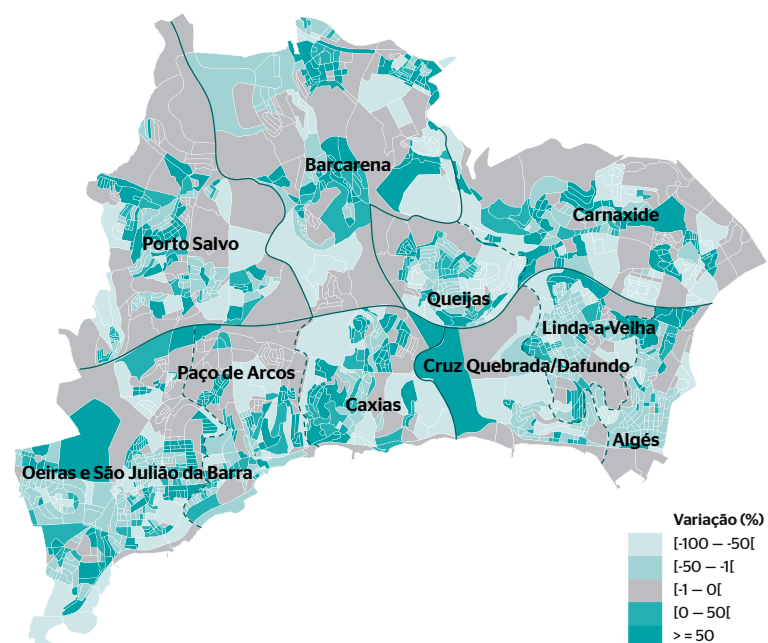 Barcarena
Carnaxide
Porto Salvo
Queijas
Linda-a-Velha
Paço de Arcos
Cruz Quebrada/Dafundo
Caxias
Algés
Oeiras e São Julião da Barra
Variação (%)
[-100 — -50[
[-50 — -1[
[-1 — 0[
[0 — 50[
> = 50